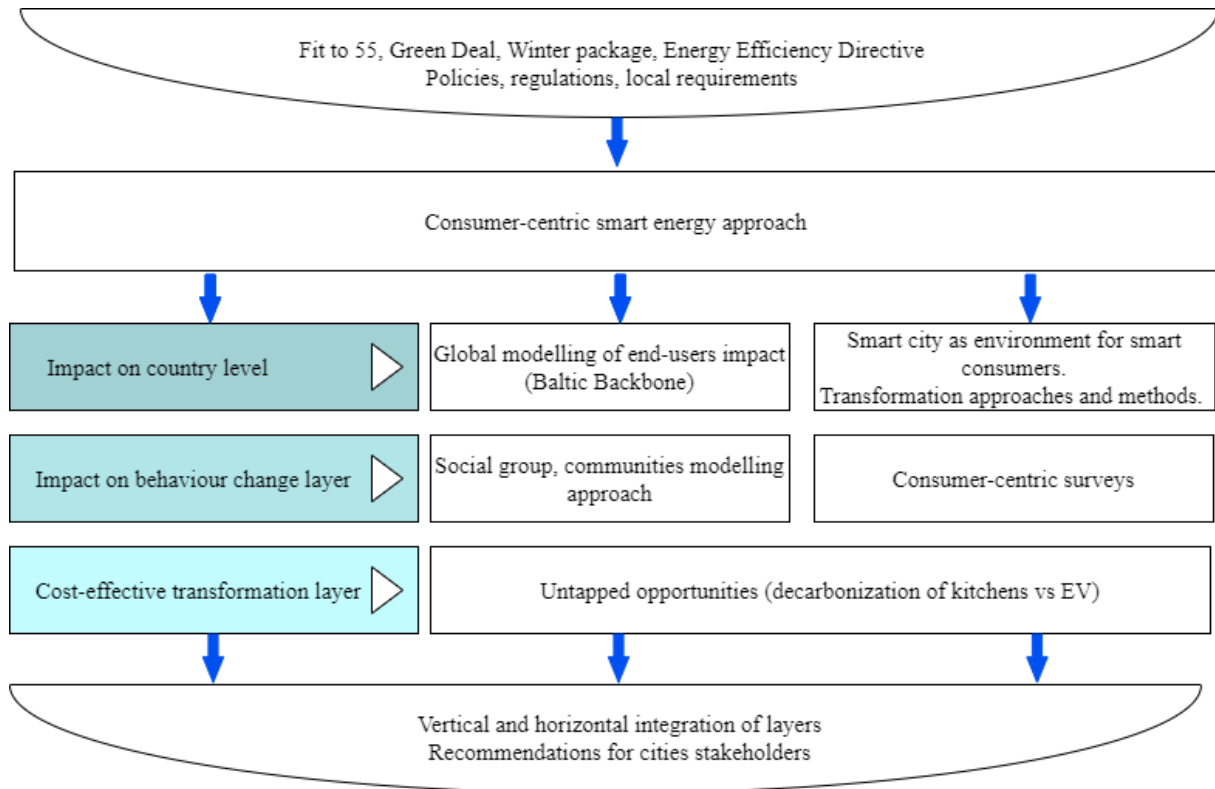 Fit to 55, Green Deal, Winter package, Energy Efficiency Directive
Policies, regulations, local requirements
Consumer-centric smart energy approach
Impact on country level
Global modelling of end-users impact
(Baltic Backbone)
Smart city as environment for smart
consumers.
Transformation approaches and methods.
Impact on behaviour change layer
Social group, communities modelling
approach
Consumer-centric surveys
Cost-effective transformation layer
Untapped opportunities (decarbonization of kitchens vs EV)
Vertical and horizontal integration of layers
Recommendations for cities stakeholders